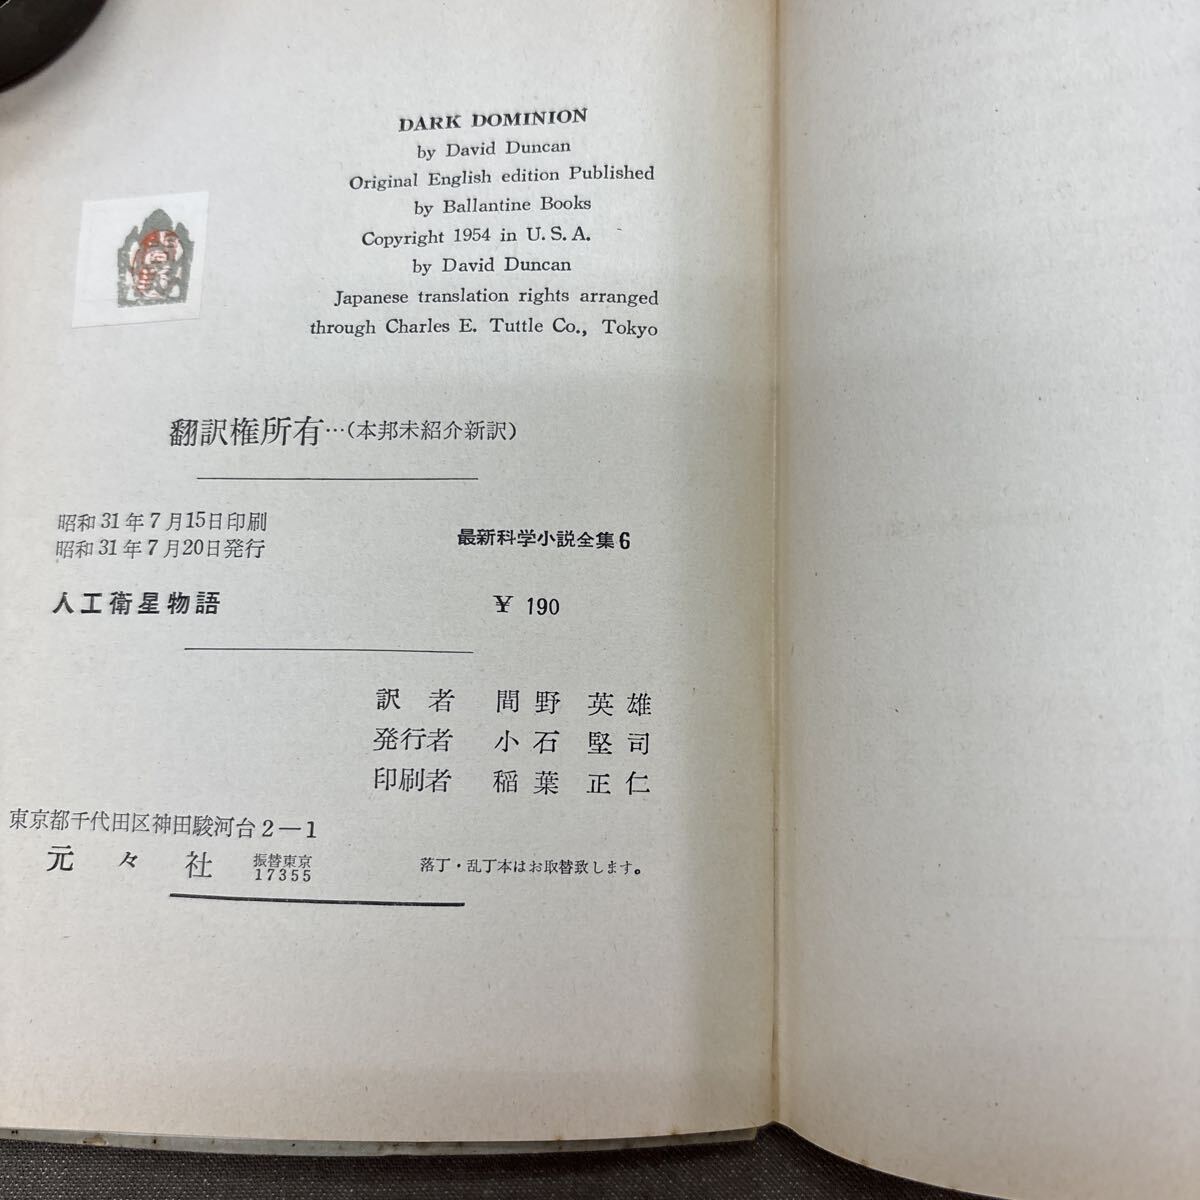 DARK DOMINION
by David Duncan
Original English edition Published
by Ballantine Books
Copyright 1954 in U. S. A.
by David Duncan
Japanese translation rights arranged
through Charles E. Tuttle Co., Tokyo
翻訳権所有…(本邦未紹介新訳)
昭和31年7月15日印刷
昭和31年7月20日発行
最新科学小説全集6
人工衛星物語
¥ 190
訳者 間野英雄
発行者 小石堅司
印刷者 稲葉正仁
東京都千代田区神田駿河台2―1
元々社 振替東京
17355
落丁・乱丁本はお取替致します。